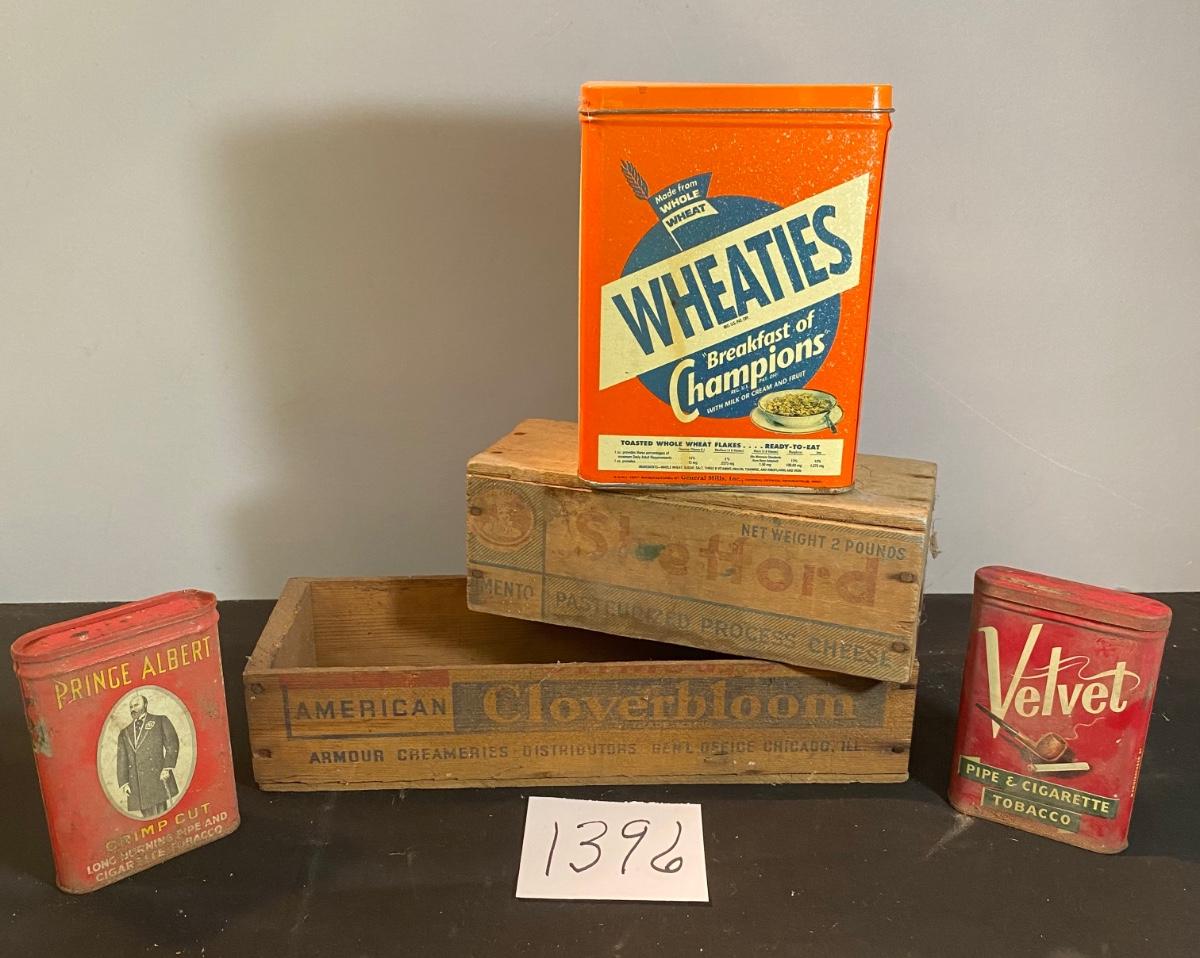 Made from
WHOLE
WHEAT
WHEATIES
REG. U.S. PAT. OFF.
"Breakfast of
Champions"
WITH MILK OR CREAM AND FRUIT
TOASTED WHOLE WHEAT FLAKES . . . . READY-TO-EAT
General Mills, Inc.,
NET WEIGHT 2 POUNDS
Shefford
MENTO
PASTEURIZED PROCESS CHEESE
AMERICAN
Cloverbloom
ARMOUR CREAMERIES - DISTRIBUTORS GEN'L OFFICE CHICAGO, ILL.
PRINCE ALBERT
CRIMP CUT
LONG BURNING PIPE AND
CIGARETTE TOBACCO
Velvet
PIPE & CIGARETTE
TOBACCO
1396